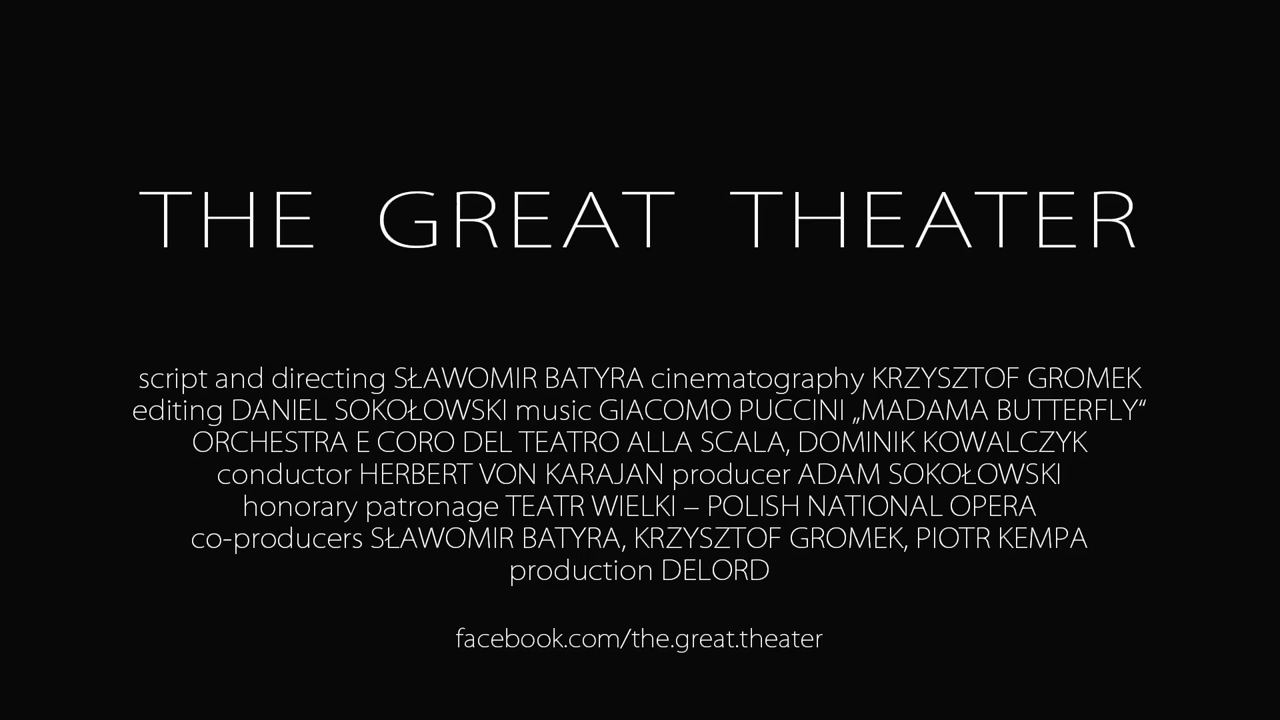 THE GREAT THEATER
script and directing SŁAWOMIR BATYRA cinematography KRZYSZTOF GROMEK
editing DANIEL SOKOŁOWSKI music GIACOMO PUCCINI „MADAMA BUTTERFLY“
ORCHESTRA E CORO DEL TEATRO ALLA SCALA, DOMINIK KOWALCZYK
conductor HERBERT VON KARAJAN producer ADAM SOKOŁOWSKI
honorary patronage TEATR WIELKI – POLISH NATIONAL OPERA
co-producers SŁAWOMIR BATYRA, KRZYSZTOF GROMEK, PIOTR KEMPA
production DELORD
facebook.com/the.great.theater